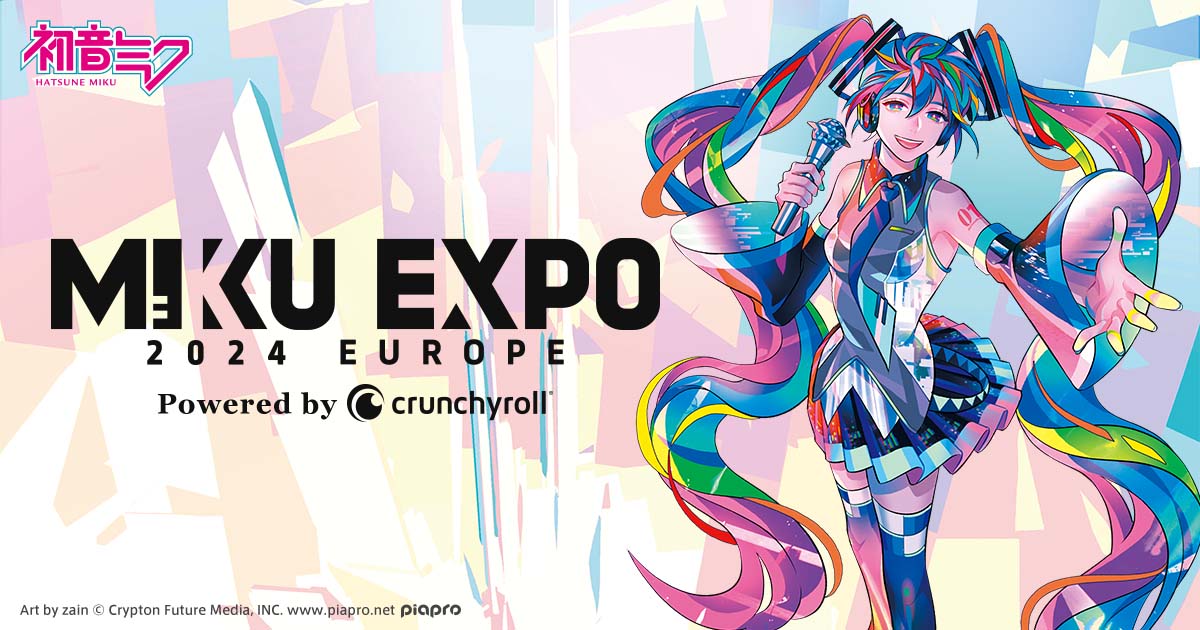 初音ミク
HATSUNE MIKU
01
MIKU EXPO
2024 EUROPE
Powered by crunchyroll
Art by zain © Crypton Future Media, INC. www.piapro.net piapro